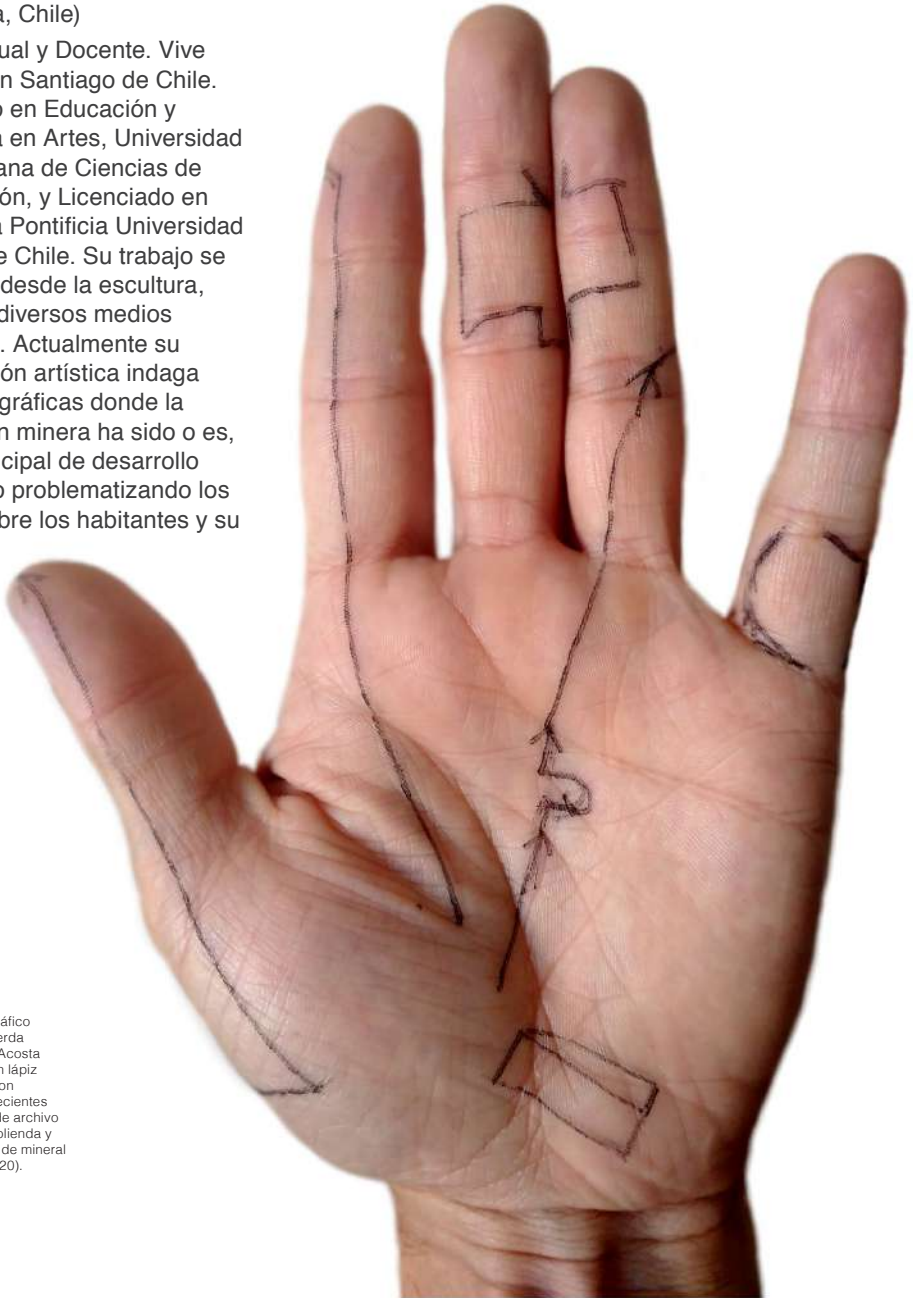 a, Chile)
ual y Docente. Vive
n Santiago de Chile.
o en Educación y
a en Artes, Universidad
ana de Ciencias de
ón, y Licenciado en
a Pontificia Universidad
e Chile. Su trabajo se
desde la escultura,
diversos medios
. Actualmente su
ón artística indaga
gráficas donde la
n minera ha sido o es,
cipal de desarrollo
o problematizando los
bre los habitantes y su
áfico
erda
Acosta
n lápiz
on
ecientes
de archivo
olienda y
de mineral
20).